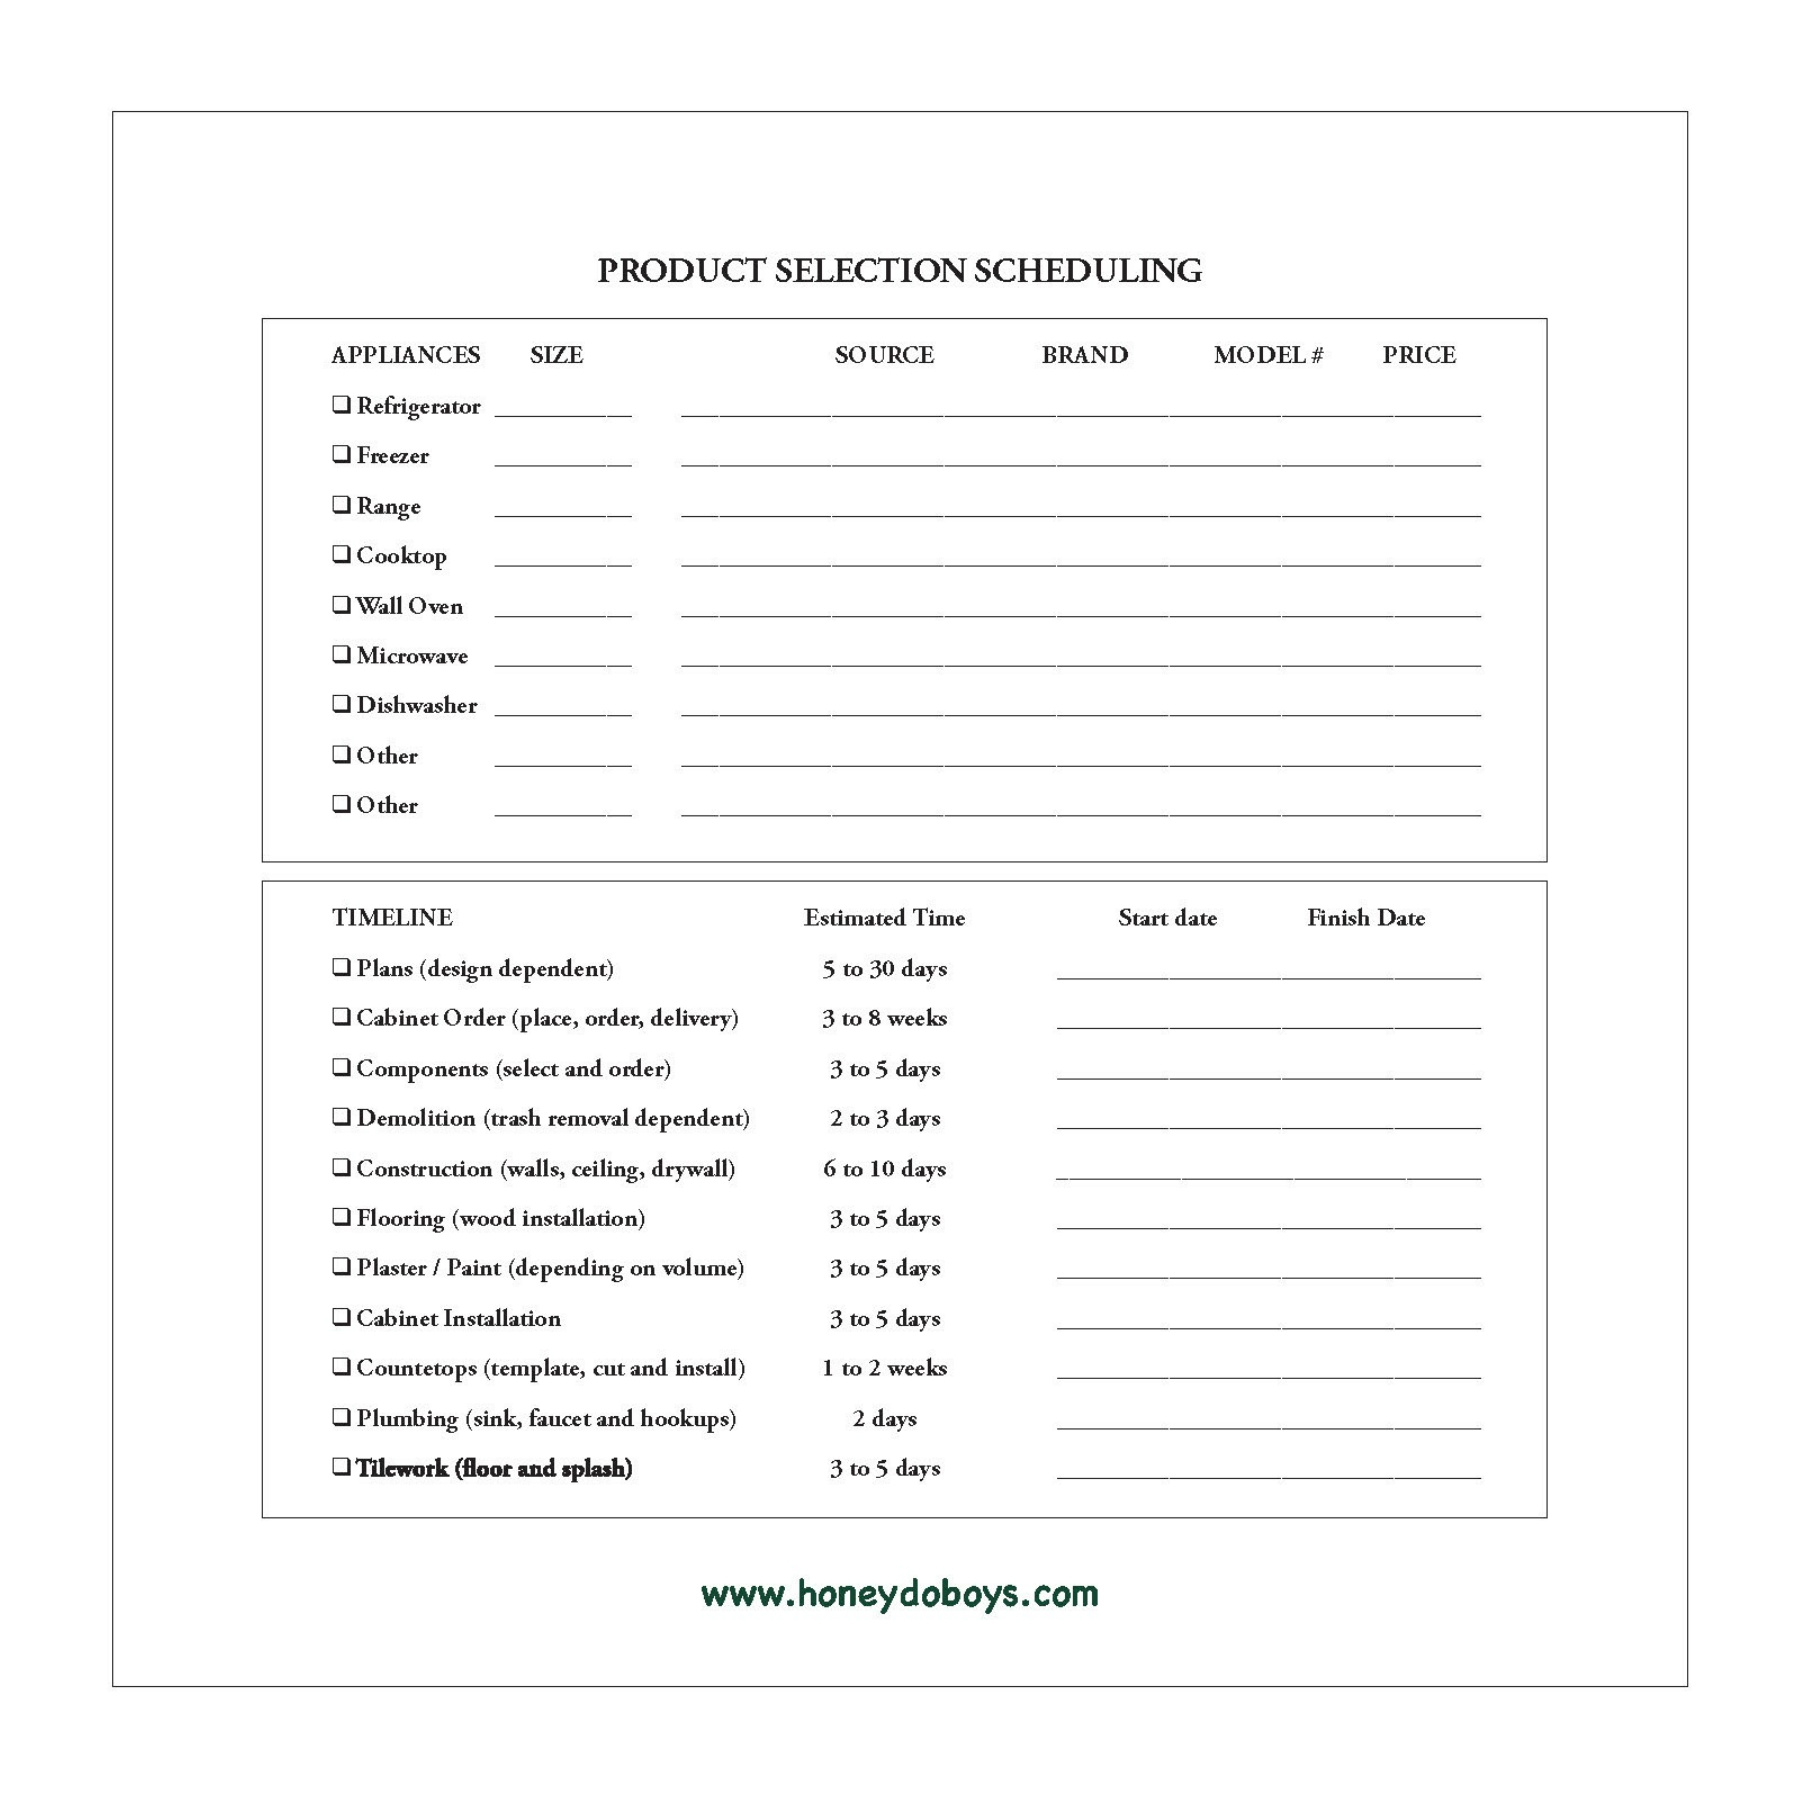 PRODUCT SELECTION SCHEDULING
APPLIANCES SIZE SOURCE BRAND MODEL # PRICE
❏ Refrigerator
❏ Freezer
❏ Range
❏ Cooktop
❏ Wall Oven
❏ Microwave
❏ Dishwasher
❏ Other
❏ Other
TIMELINE Estimated Time Start date Finish Date
❏ Plans (design dependent) 5 to 30 days
❏ Cabinet Order (place, order, delivery) 3 to 8 weeks
❏ Components (select and order) 3 to 5 days
❏ Demolition (trash removal dependent) 2 to 3 days
❏ Construction (walls, ceiling, drywall) 6 to 10 days
❏ Flooring (wood installation) 3 to 5 days
❏ Plaster / Paint (depending on volume) 3 to 5 days
❏ Cabinet Installation 3 to 5 days
❏ Countetops (template, cut and install) 1 to 2 weeks
❏ Plumbing (sink, faucet and hookups) 2 days
❏ Tilework (floor and splash) 3 to 5 days
www.honeydoboys.com